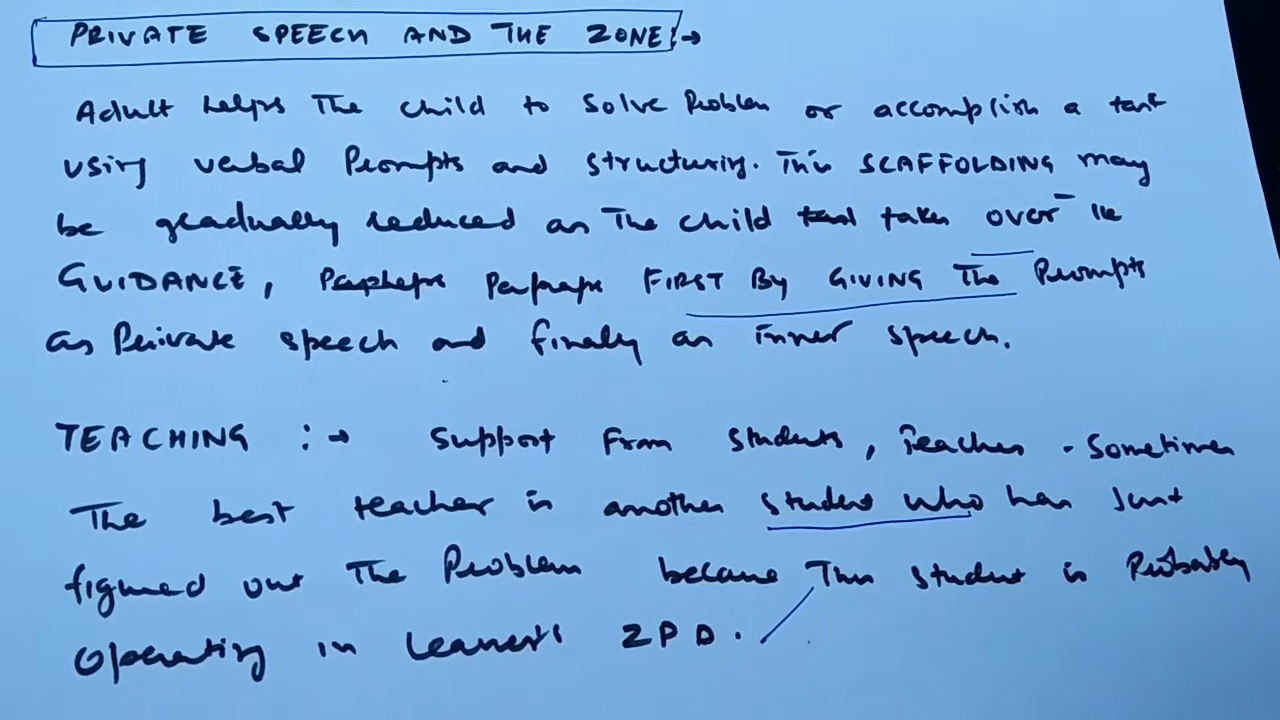 PRIVATE SPEECH AND THE ZONE :→
Adult helps The child to solve Problem or accomplish a task
using verbal Prompts and structuring. This SCAFFOLDING may
be gradually reduced as The child takes over the
GUIDANCE, Perhaps FIRST BY GIVING The Prompts
as Private speech and finally as inner speech.
TEACHING :→ Support From Students, Teacher - Sometimes
The best teacher is another student who has Just
figured out The Problem because This student is Probably
operating in Learner's ZPD.